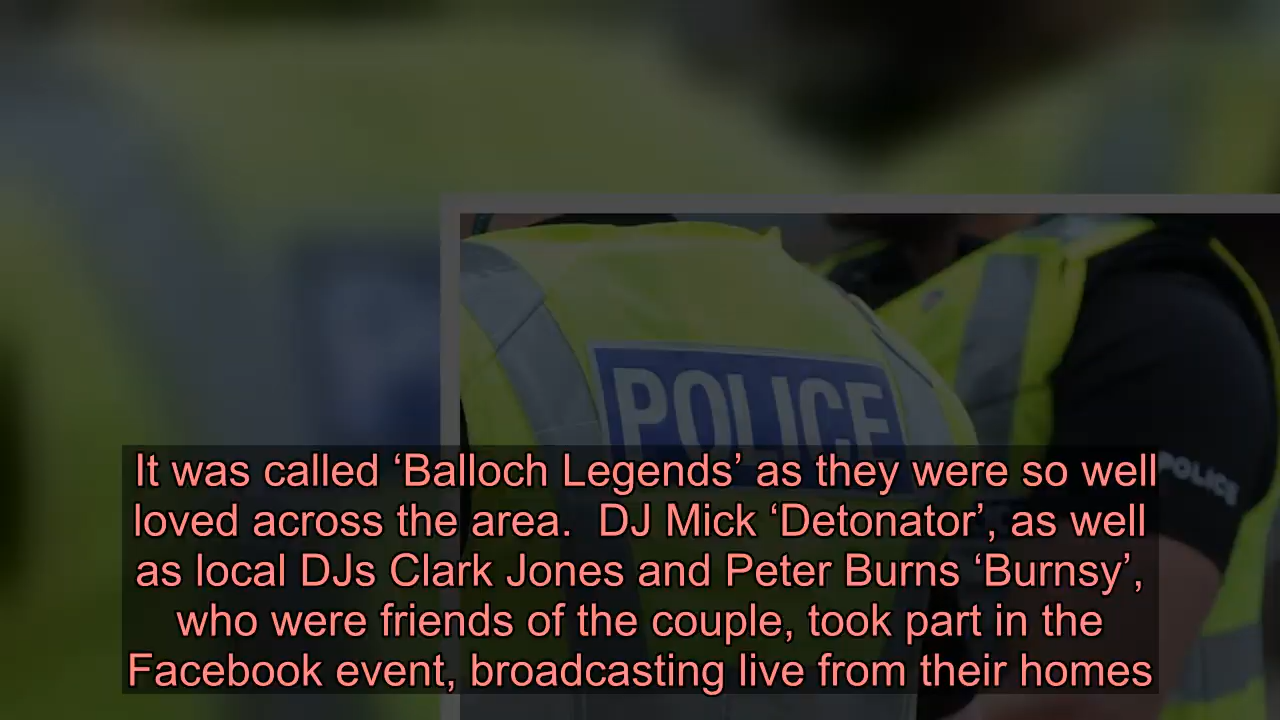 POLICE
POLICE
It was called ‘Balloch Legends’ as they were so well
loved across the area.  DJ Mick ‘Detonator’, as well
as local DJs Clark Jones and Peter Burns ‘Burnsy’,
who were friends of the couple, took part in the
Facebook event, broadcasting live from their homes